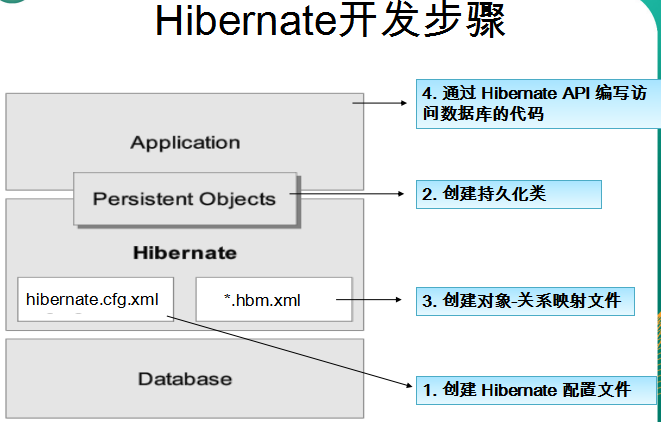 Hibernate开发步骤
Application
4. 通过 Hibernate API 编写访
问数据库的代码
Persistent Objects
2. 创建持久化类
Hibernate
hibernate.cfg.xml
*.hbm.xml
3. 创建对象-关系映射文件
Database
1. 创建 Hibernate 配置文件